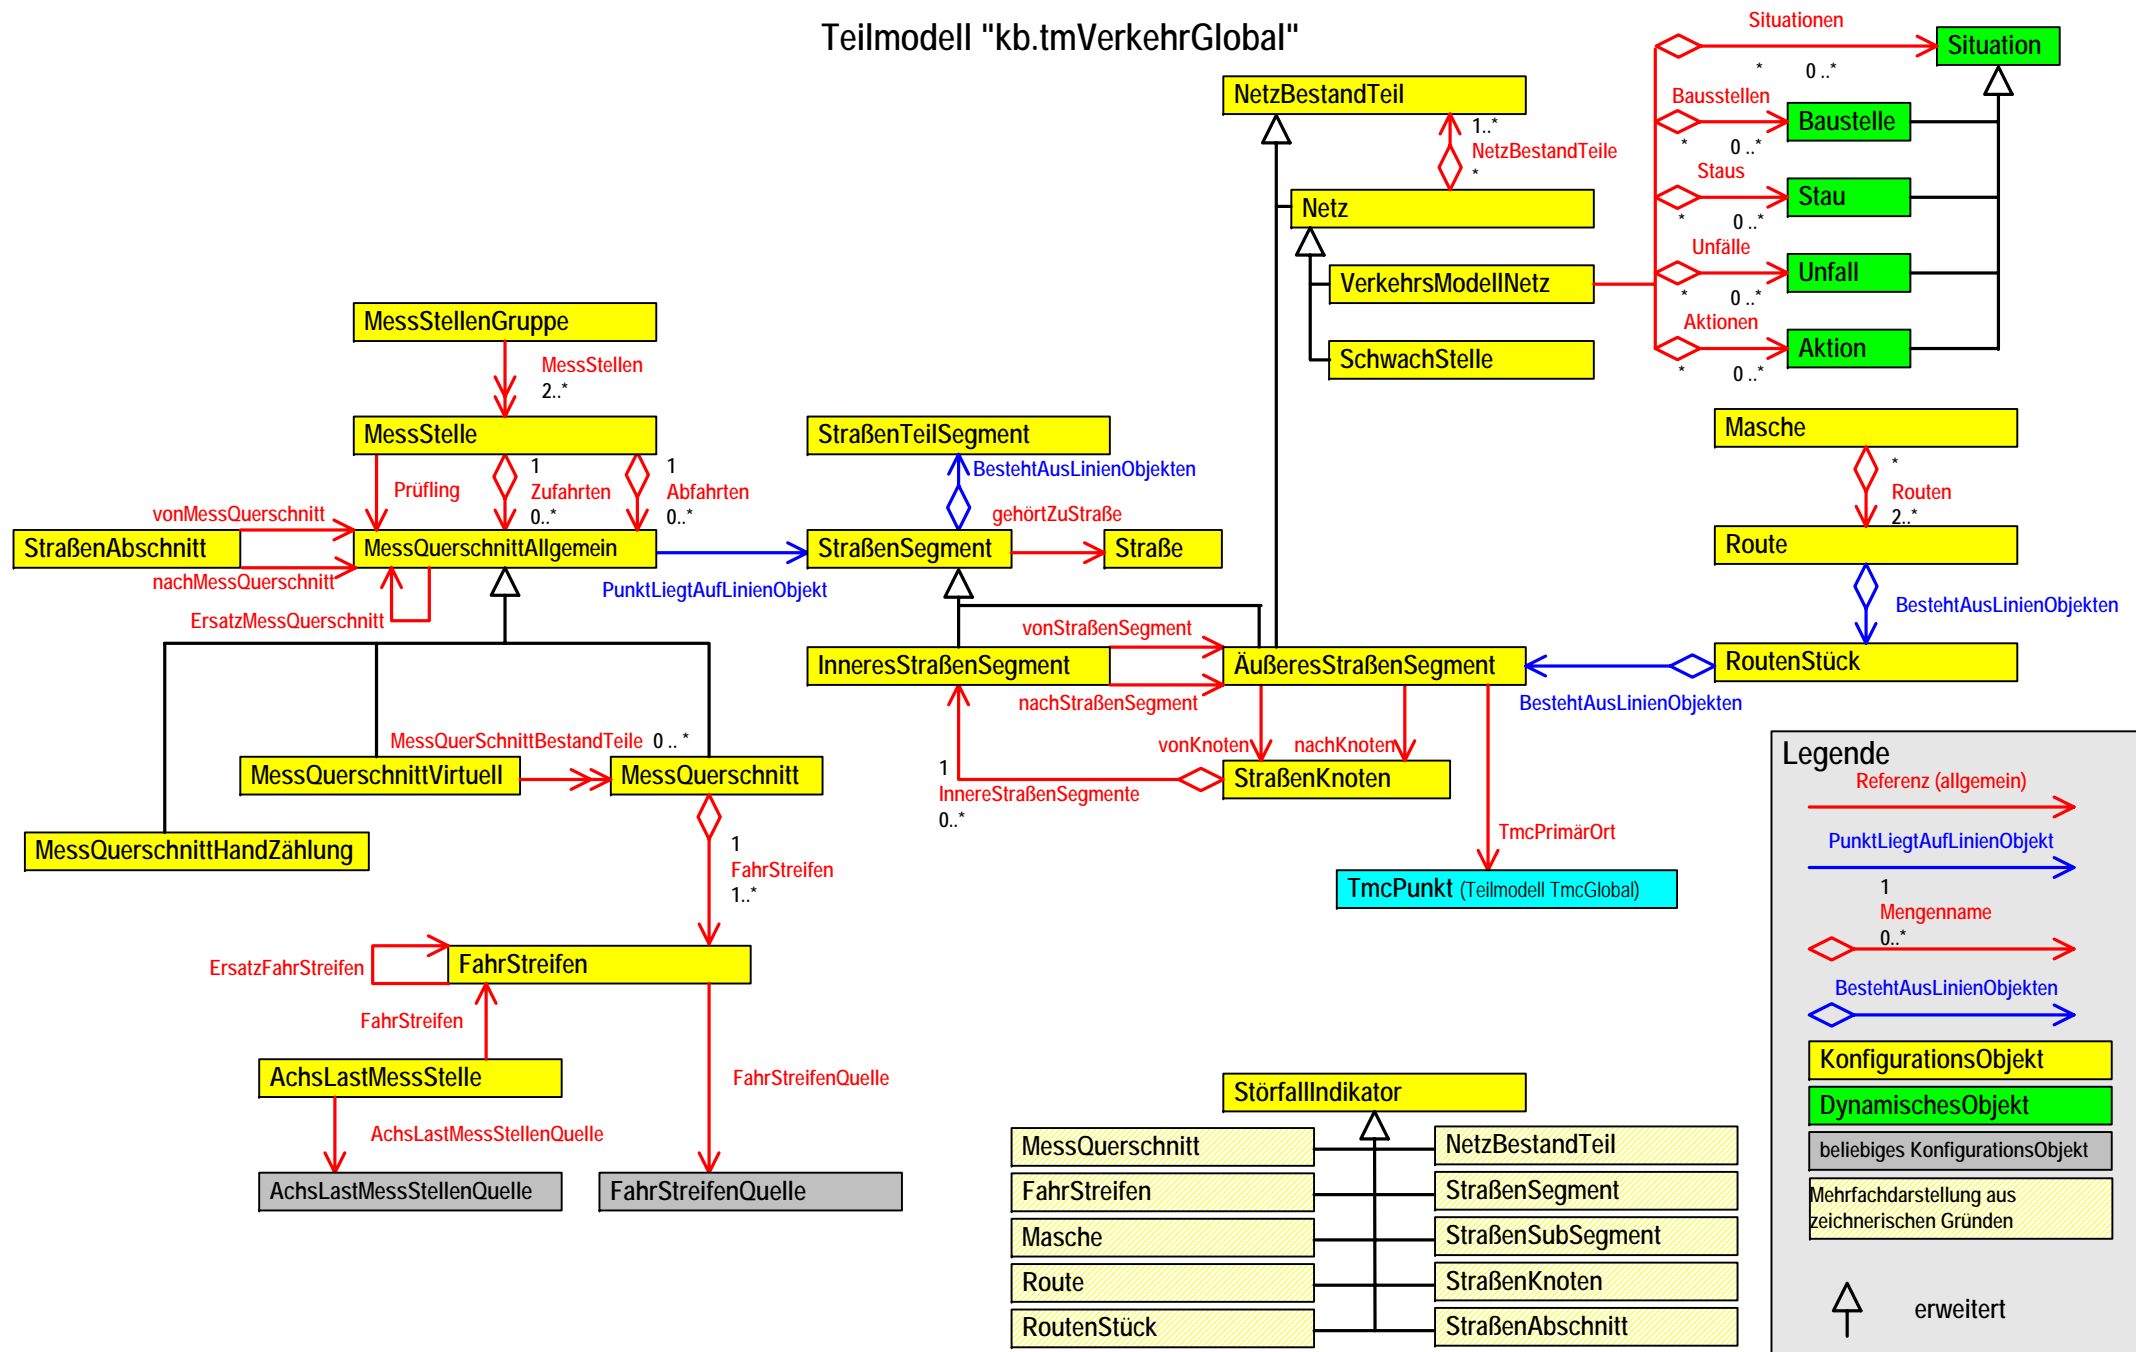 Teilmodell "kb.tmVerkehrGlobal"
Situationen
Situation
* 0 ..*
NetzBestandTeil
Bausstellen
Baustelle
* 0 ..*
1..*
NetzBestandTeile
*
Staus
Stau
* 0 ..*
Netz
Unfälle
Unfall
* 0 ..*
VerkehrsModellNetz
Aktionen
Aktion
* 0 ..*
SchwachStelle
MessStellenGruppe
MessStellen
2..*
MessStelle
Prüfling
1
Zufahrten
0..*
1
Abfahrten
0..*
StraßenTeilSegment
BestehtAusLinienObjekten
Masche
*
Routen
2..*
vonMessQuerschnitt
StraßenAbschnitt
nachMessQuerschnitt
MessQuerschnittAllgemein
ErsatzMessQuerschnitt
PunktLiegtAufLinienObjekt
StraßenSegment
gehörtZuStraße
Straße
Route
BestehtAusLinienObjekten
InneresStraßenSegment
vonStraßenSegment
nachStraßenSegment
ÄußeresStraßenSegment
RoutenStück
BestehtAusLinienObjekten
vonKnoten
nachKnoten
StraßenKnoten
1
InnereStraßenSegmente
0..*
TmcPrimärOrt
TmcPunkt (Teilmodell TmcGlobal)
MessQuerSchnittBestandTeile 0 .. *
MessQuerschnittVirtuell
MessQuerschnitt
MessQuerschnittHandZählung
1
FahrStreifen
1..*
ErsatzFahrStreifen
FahrStreifen
FahrStreifen
AchsLastMessStelle
FahrStreifenQuelle
AchsLastMessStellenQuelle
AchsLastMessStellenQuelle
FahrStreifenQuelle
StörfallIndikator
MessQuerschnitt
NetzBestandTeil
FahrStreifen
StraßenSegment
Masche
StraßenSubSegment
Route
StraßenKnoten
RoutenStück
StraßenAbschnitt
Legende
Referenz (allgemein)
PunktLiegtAufLinienObjekt
1
Mengenname
0..*
BestehtAusLinienObjekten
KonfigurationsObjekt
DynamischesObjekt
beliebiges KonfigurationsObjekt
Mehrfachdarstellung aus
zeichnerischen Gründen
erweitert